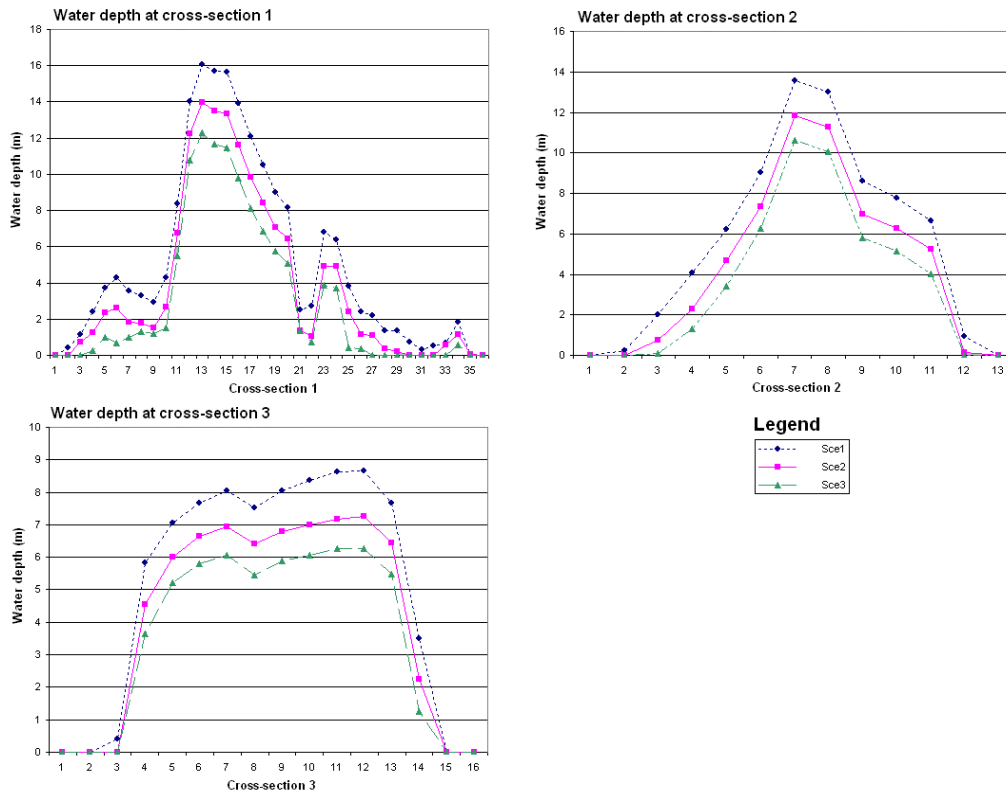 Water depth at cross-section 1
18
16
14
12
10
8
6
4
2
0
Water depth (m)
1 3 5 7 9 11 13 15 17 19 21 23 25 27 29 31 33 35
Cross-section 1
Water depth at cross-section 2
16
14
12
10
8
6
4
2
0
Water depth (m)
1 2 3 4 5 6 7 8 9 10 11 12 13
Cross-section 2
Water depth at cross-section 3
10
9
8
7
6
5
4
3
2
1
0
Water depth (m)
1 2 3 4 5 6 7 8 9 10 11 12 13 14 15 16
Cross-section 3
Legend
Sce1
Sce2
Sce3